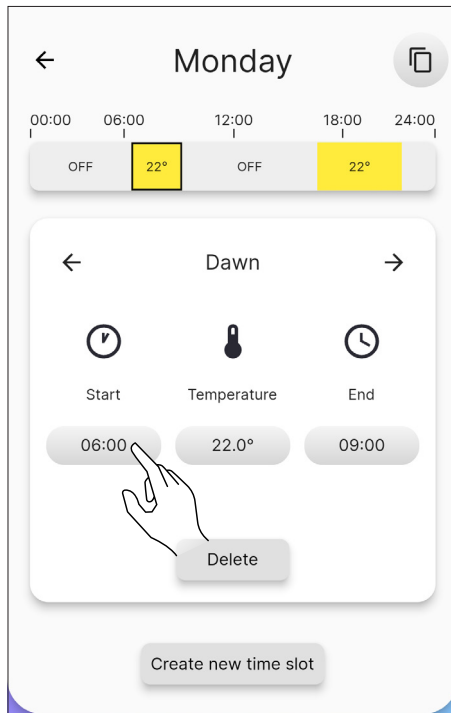 Monday
00:00 06:00 12:00 18:00 24:00
OFF 22° OFF 22°
Dawn
Start Temperature End
06:00 22.0° 09:00
Delete
Create new time slot